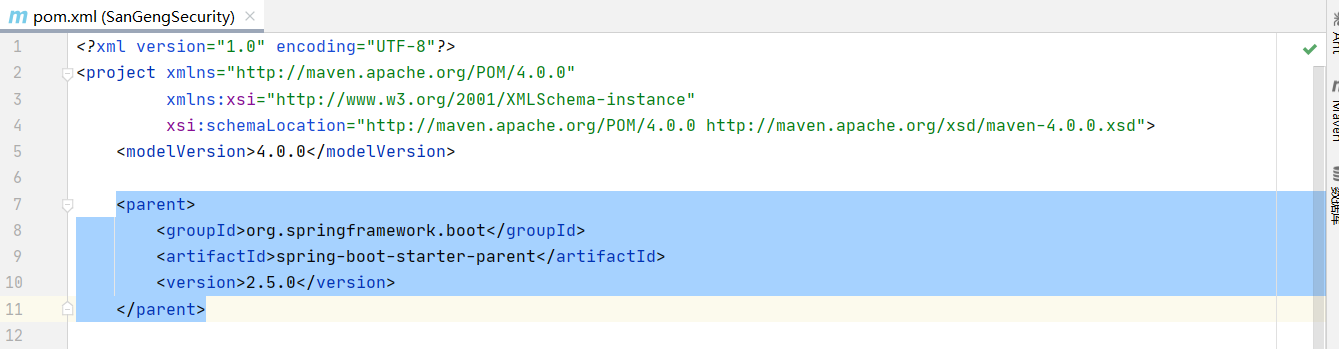 m pom.xml (SanGengSecurity) ×
1 <?xml version="1.0" encoding="UTF-8"?>
2 <project xmlns="http://maven.apache.org/POM/4.0.0"
3 xmlns:xsi="http://www.w3.org/2001/XMLSchema-instance"
4 xsi:schemaLocation="http://maven.apache.org/POM/4.0.0 http://maven.apache.org/xsd/maven-4.0.0.xsd">
5 <modelVersion>4.0.0</modelVersion>
6
7 <parent>
8 <groupId>org.springframework.boot</groupId>
9 <artifactId>spring-boot-starter-parent</artifactId>
10 <version>2.5.0</version>
11 </parent>
12
Ant
Maven
数据库